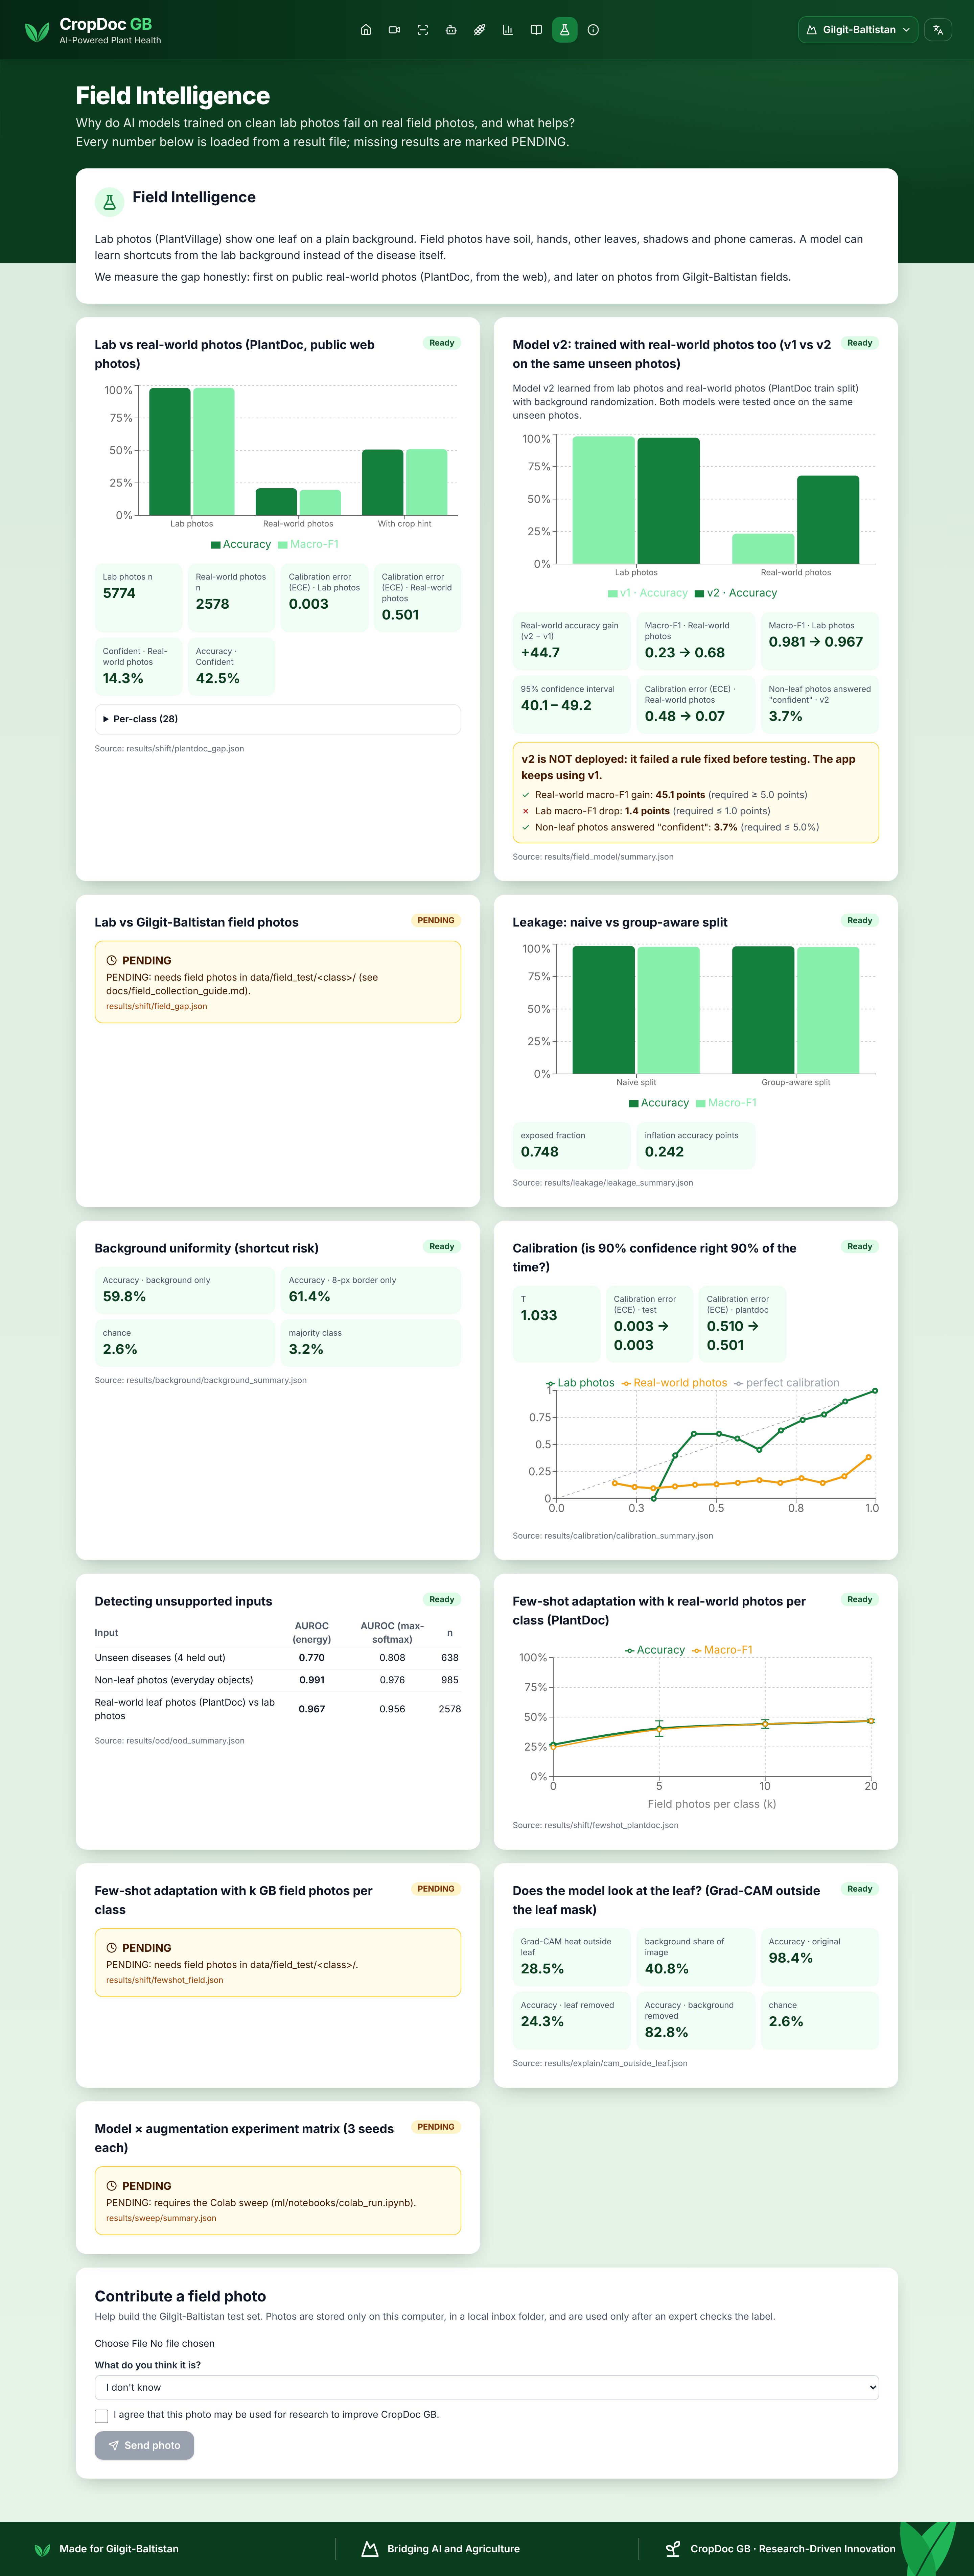 CropDoc GB
AI-Powered Plant Health
Gilgit-Baltistan
Field Intelligence
Why do AI models trained on clean lab photos fail on real field photos, and what helps?
Every number below is loaded from a result file; missing results are marked PENDING.
Field Intelligence
Lab photos (PlantVillage) show one leaf on a plain background. Field photos have soil, hands, other leaves, shadows and phone cameras. A model can
learn shortcuts from the lab background instead of the disease itself.
We measure the gap honestly: first on public real-world photos (PlantDoc, from the web), and later on photos from Gilgit-Baltistan fields.
Lab vs real-world photos (PlantDoc, public web
photos)
Ready
100%
75%
50%
25%
0%
Lab photos
Real-world photos
With crop hint
Accuracy
Macro-F1
Lab photos n
5774
Real-world photos
n
2578
Calibration error
(ECE) · Lab photos
0.003
Calibration error
(ECE) · Real-world
photos
0.501
Confident · Real-
world photos
14.3%
Accuracy ·
Confident
42.5%
Per-class (28)
Source: results/shift/plantdoc_gap.json
Model v2: trained with real-world photos too (v1 vs v2
on the same unseen photos)
Ready
Model v2 learned from lab photos and real-world photos (PlantDoc train split)
with background randomization. Both models were tested once on the same
unseen photos.
100%
75%
50%
25%
0%
Lab photos
Real-world photos
v1 · Accuracy
v2 · Accuracy
Real-world accuracy gain
(v2 − v1)
+44.7
Macro-F1 · Real-world
photos
0.23 → 0.68
Macro-F1 · Lab photos
0.981 → 0.967
95% confidence interval
40.1 – 49.2
Calibration error (ECE) ·
Real-world photos
0.48 → 0.07
Non-leaf photos answered
"confident" · v2
3.7%
v2 is NOT deployed: it failed a rule fixed before testing. The app
keeps using v1.
✓ Real-world macro-F1 gain: 45.1 points (required ≥ 5.0 points)
× Lab macro-F1 drop: 1.4 points (required ≤ 1.0 points)
✓ Non-leaf photos answered "confident": 3.7% (required ≤ 5.0%)
Source: results/field_model/summary.json
Lab vs Gilgit-Baltistan field photos
PENDING
PENDING
PENDING: needs field photos in data/field_test/<class>/ (see
docs/field_collection_guide.md).
results/shift/field_gap.json
Leakage: naive vs group-aware split
Ready
100%
75%
50%
25%
0%
Naive split
Group-aware split
Accuracy
Macro-F1
exposed fraction
0.748
inflation accuracy points
0.242
Source: results/leakage/leakage_summary.json
Background uniformity (shortcut risk)
Ready
Accuracy · background only
59.8%
Accuracy · 8-px border only
61.4%
chance
2.6%
majority class
3.2%
Source: results/background/background_summary.json
Calibration (is 90% confidence right 90% of the
time?)
Ready
T
1.033
Calibration error
(ECE) · test
0.003 →
0.003
Calibration error
(ECE) · plantdoc
0.510 →
0.501
Lab photos
Real-world photos
perfect calibration
1
0.75
0.5
0.25
0
0.0
0.3
0.5
0.8
1.0
Source: results/calibration/calibration_summary.json
Detecting unsupported inputs
Ready
Input
AUROC
(energy)
AUROC (max-
softmax)
n
Unseen diseases (4 held out) 0.770 0.808 638
Non-leaf photos (everyday objects) 0.991 0.976 985
Real-world leaf photos (PlantDoc) vs lab
photos
0.967 0.956 2578
Source: results/ood/ood_summary.json
Few-shot adaptation with k real-world photos per
class (PlantDoc)
Ready
Accuracy
Macro-F1
100%
75%
50%
25%
0%
0
5
10
20
Field photos per class (k)
Source: results/shift/fewshot_plantdoc.json
Few-shot adaptation with k GB field photos per
class
PENDING
PENDING
PENDING: needs field photos in data/field_test/<class>/.
results/shift/fewshot_field.json
Does the model look at the leaf? (Grad-CAM outside
the leaf mask)
Ready
Grad-CAM heat outside
leaf
28.5%
background share of
image
40.8%
Accuracy · original
98.4%
Accuracy · leaf removed
24.3%
Accuracy · background
removed
82.8%
chance
2.6%
Source: results/explain/cam_outside_leaf.json
Model × augmentation experiment matrix (3 seeds
each)
PENDING
PENDING
PENDING: requires the Colab sweep (ml/notebooks/colab_run.ipynb).
results/sweep/summary.json
Contribute a field photo
Help build the Gilgit-Baltistan test set. Photos are stored only on this computer, in a local inbox folder, and are used only after an expert checks the label.
Choose File No file chosen
What do you think it is?
I don't know
I agree that this photo may be used for research to improve CropDoc GB.
Send photo
Made for Gilgit-Baltistan
Bridging AI and Agriculture
CropDoc GB · Research-Driven Innovation